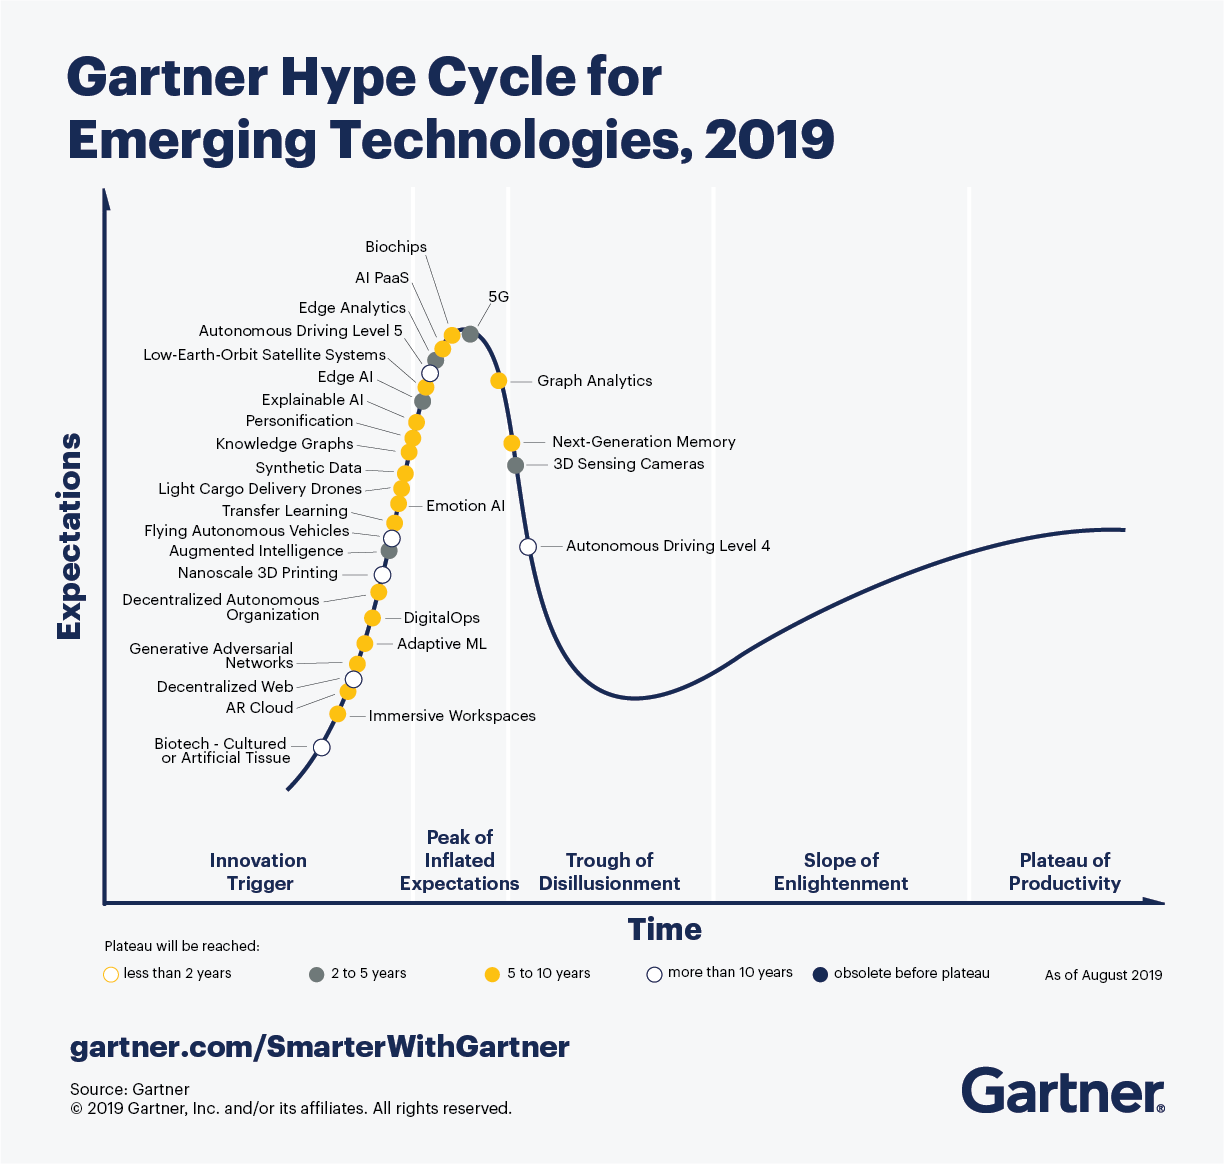 Gartner Hype Cycle for
Emerging Technologies, 2019
Expectations
Biochips
AI PaaS
5G
Edge Analytics
Autonomous Driving Level 5
Low-Earth-Orbit Satellite Systems
Edge AI
Graph Analytics
Explainable AI
Personification
Knowledge Graphs
Next-Generation Memory
3D Sensing Cameras
Synthetic Data
Light Cargo Delivery Drones
Emotion AI
Transfer Learning
Flying Autonomous Vehicles
Autonomous Driving Level 4
Augmented Intelligence
Nanoscale 3D Printing
Decentralized Autonomous
Organization
DigitalOps
Adaptive ML
Generative Adversarial
Networks
Decentralized Web
AR Cloud
Immersive Workspaces
Biotech - Cultured
or Artificial Tissue
Innovation
Trigger
Peak of
Inflated
Expectations
Trough of
Disillusionment
Slope of
Enlightenment
Plateau of
Productivity
Time
Plateau will be reached:
less than 2 years
2 to 5 years
5 to 10 years
more than 10 years
obsolete before plateau
As of August 2019
gartner.com/SmarterWithGartner
Source: Gartner
© 2019 Gartner, Inc. and/or its affiliates. All rights reserved.
Gartner®